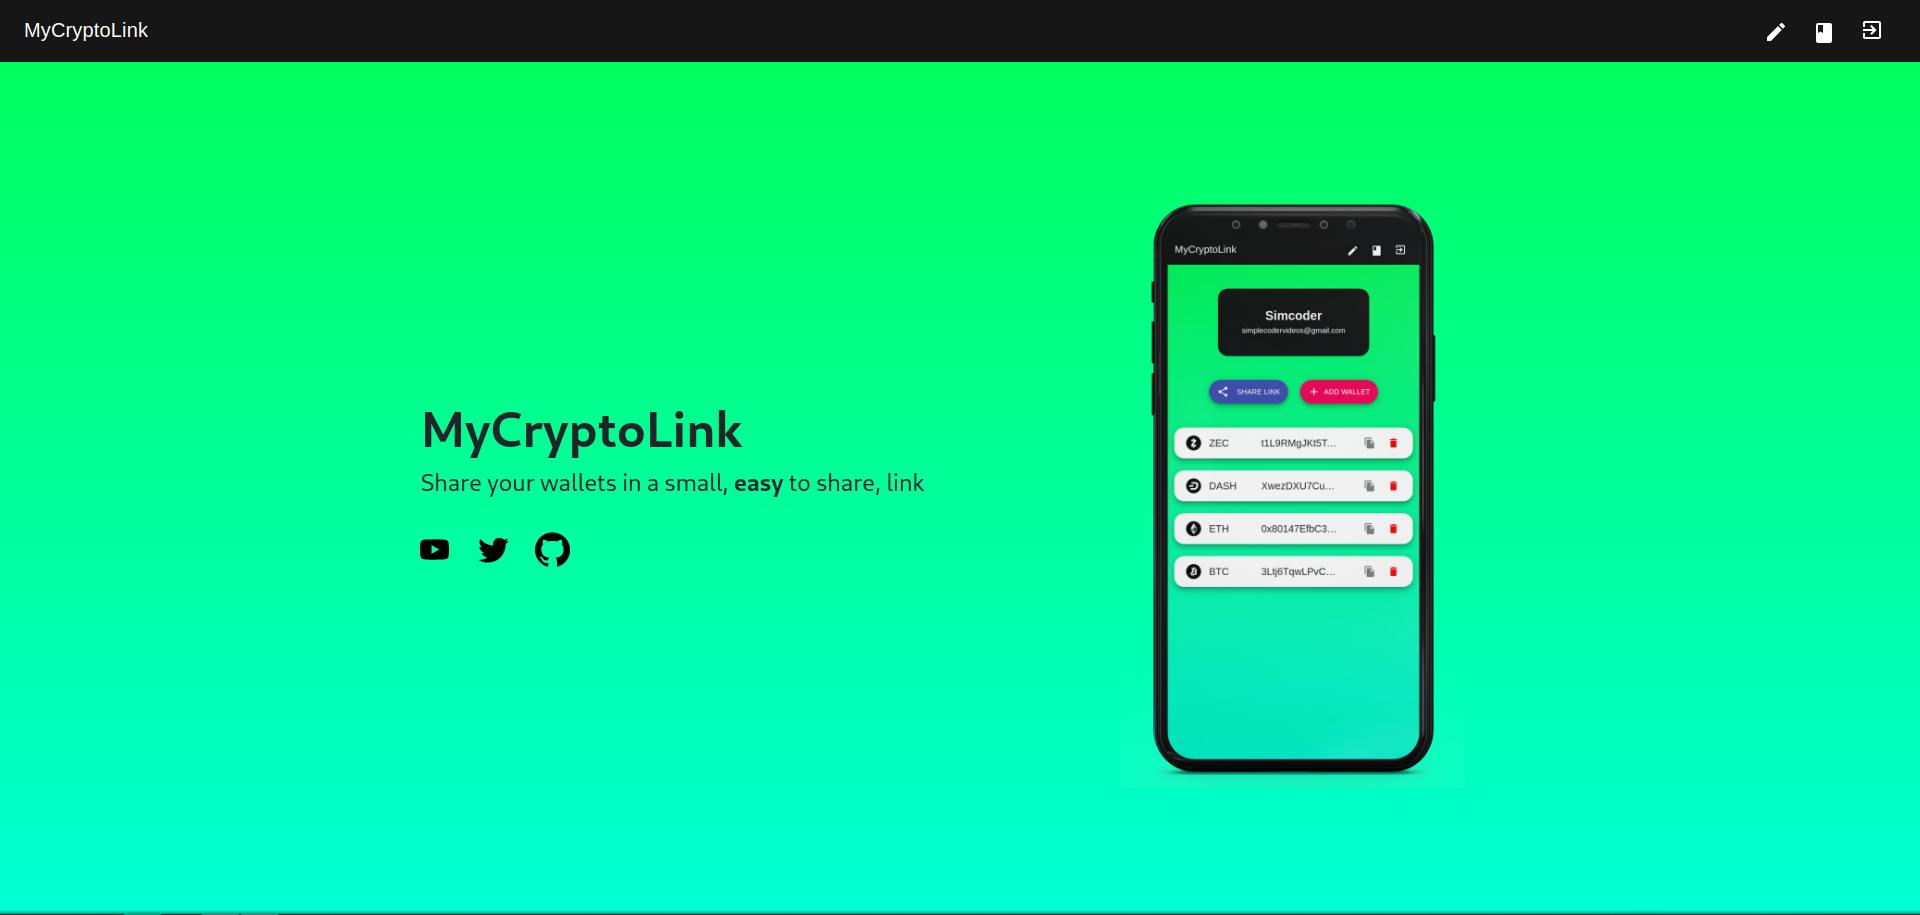 MyCryptoLink
MyCryptoLink
Share your wallets in a small, easy to share, link
MyCryptoLink
Simcoder
simplecodervideos@gmail.com
SHARE LINK
ADD WALLET
ZEC t1L9RMgJKt5T...
DASH XwezDXU7Cu...
ETH 0x80147EfbC3...
BTC 3Ltj6TqwLPvC...